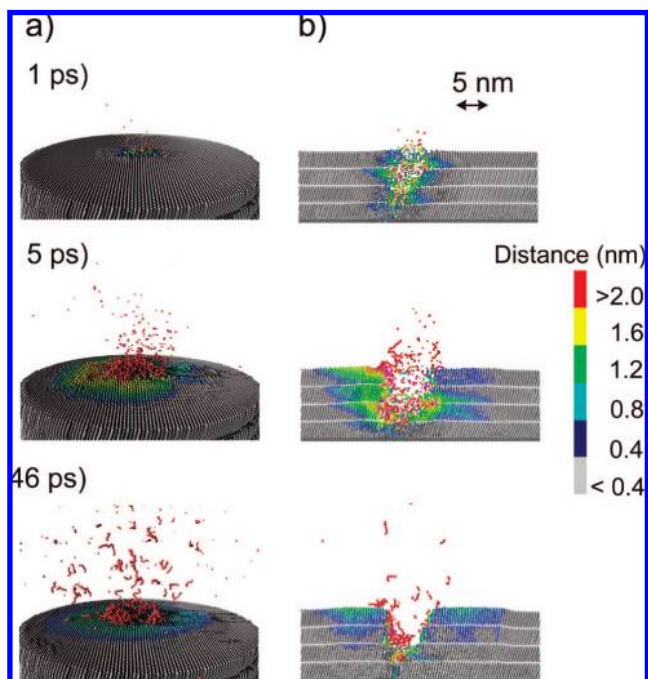 a)
b)
1 ps)
5 nm
5 ps)
Distance (nm)
>2.0
1.6
1.2
0.8
0.4
< 0.4
46 ps)